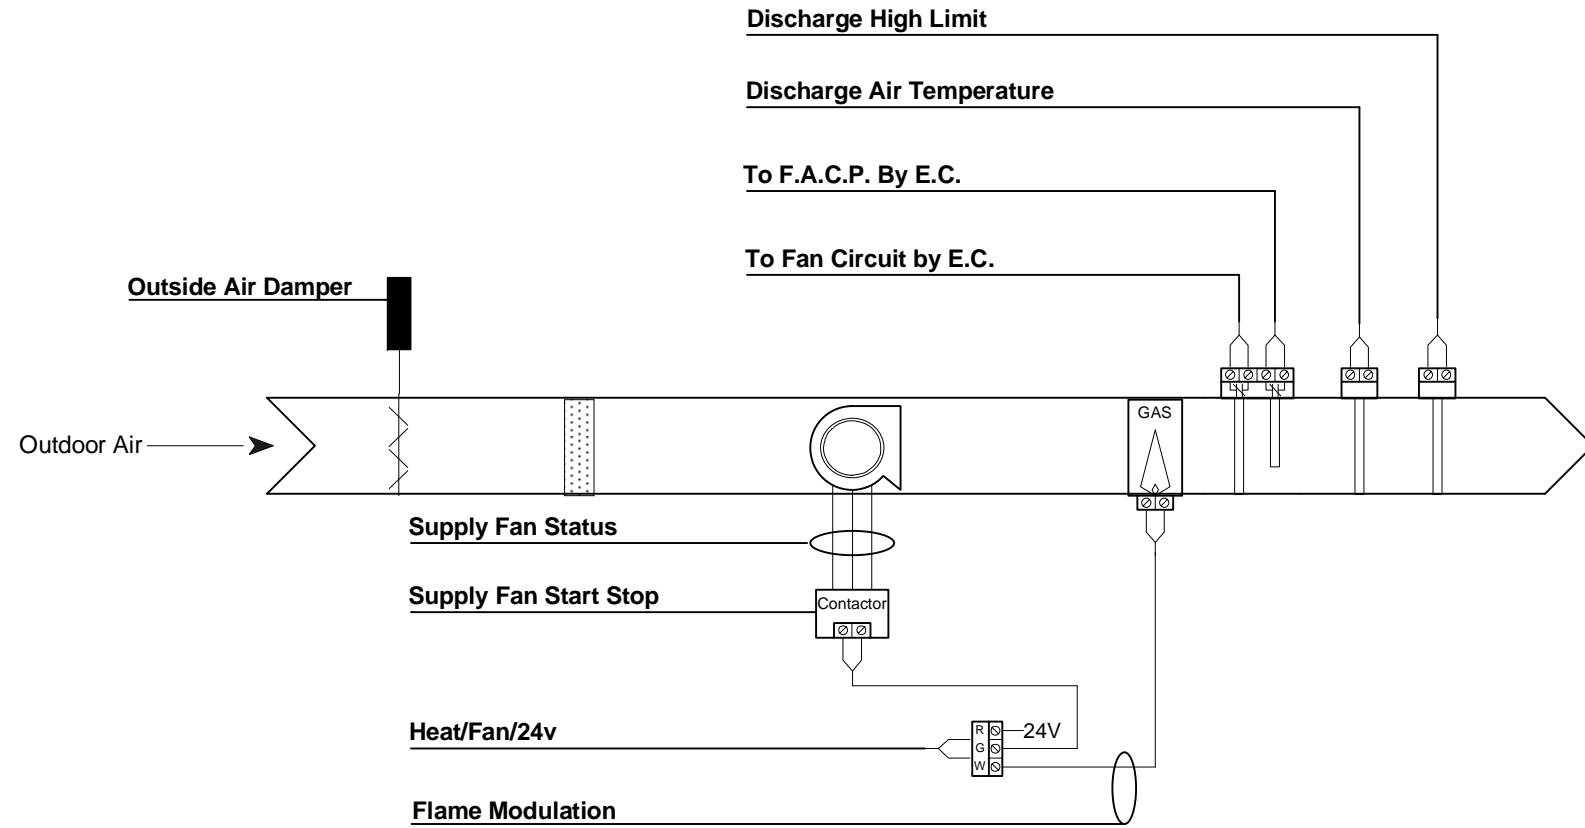 Discharge High Limit
Discharge Air Temperature
To F.A.C.P. By E.C.
To Fan Circuit by E.C.
Outside Air Damper
GAS
Outdoor Air
Supply Fan Status
Supply Fan Start Stop
Contactor
Heat/Fan/24v
R
24V
G
W
Flame Modulation